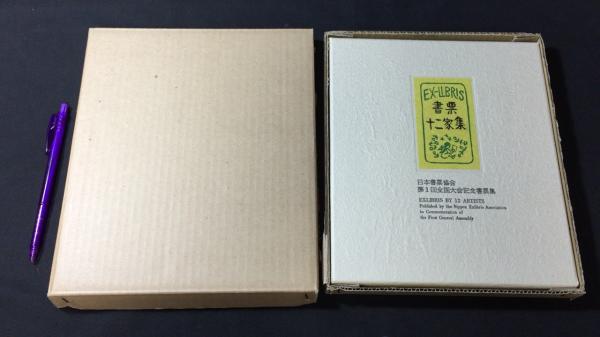 EX-LIBRIS
書票
十二家集
日本書票協会
第1回全国大会記念書票集
EXLIBRIS BY 12 ARTISTS
Published by the Nippon Exlibris Association
in Commemoration of
the First General Assembly